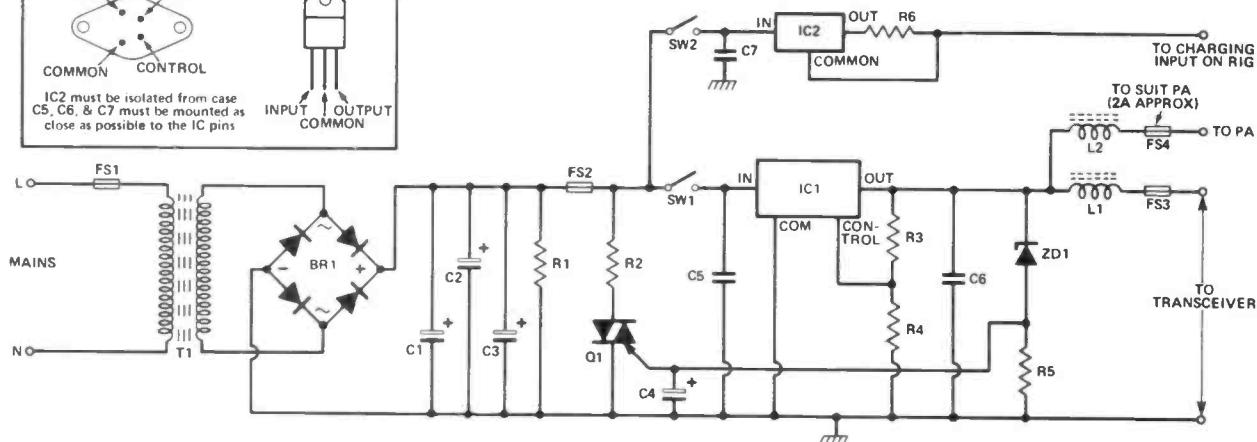 COMMON
CONTROL
IC2 must be isolated from case
C5, C6, & C7 must be mounted as
close as possible to the IC pins
INPUT
COMMON
OUTPUT
SW2
C7
IN
IC2
OUT
COMMON
R6
TO CHARGING
INPUT ON RIG
TO SUIT PA
(2A APPROX)
L2
FS4
TO PA
L
FS1
FS2
SW1
IN
IC1
OUT
COM
CON-
TROL
L1
FS3
MAINS
BR1
~
-
+
~
T1
N
C1
+
C2
+
C3
+
R1
R2
Q1
C4
+
C5
R3
R4
C6
ZD1
R5
TO
TRANSCEIVER